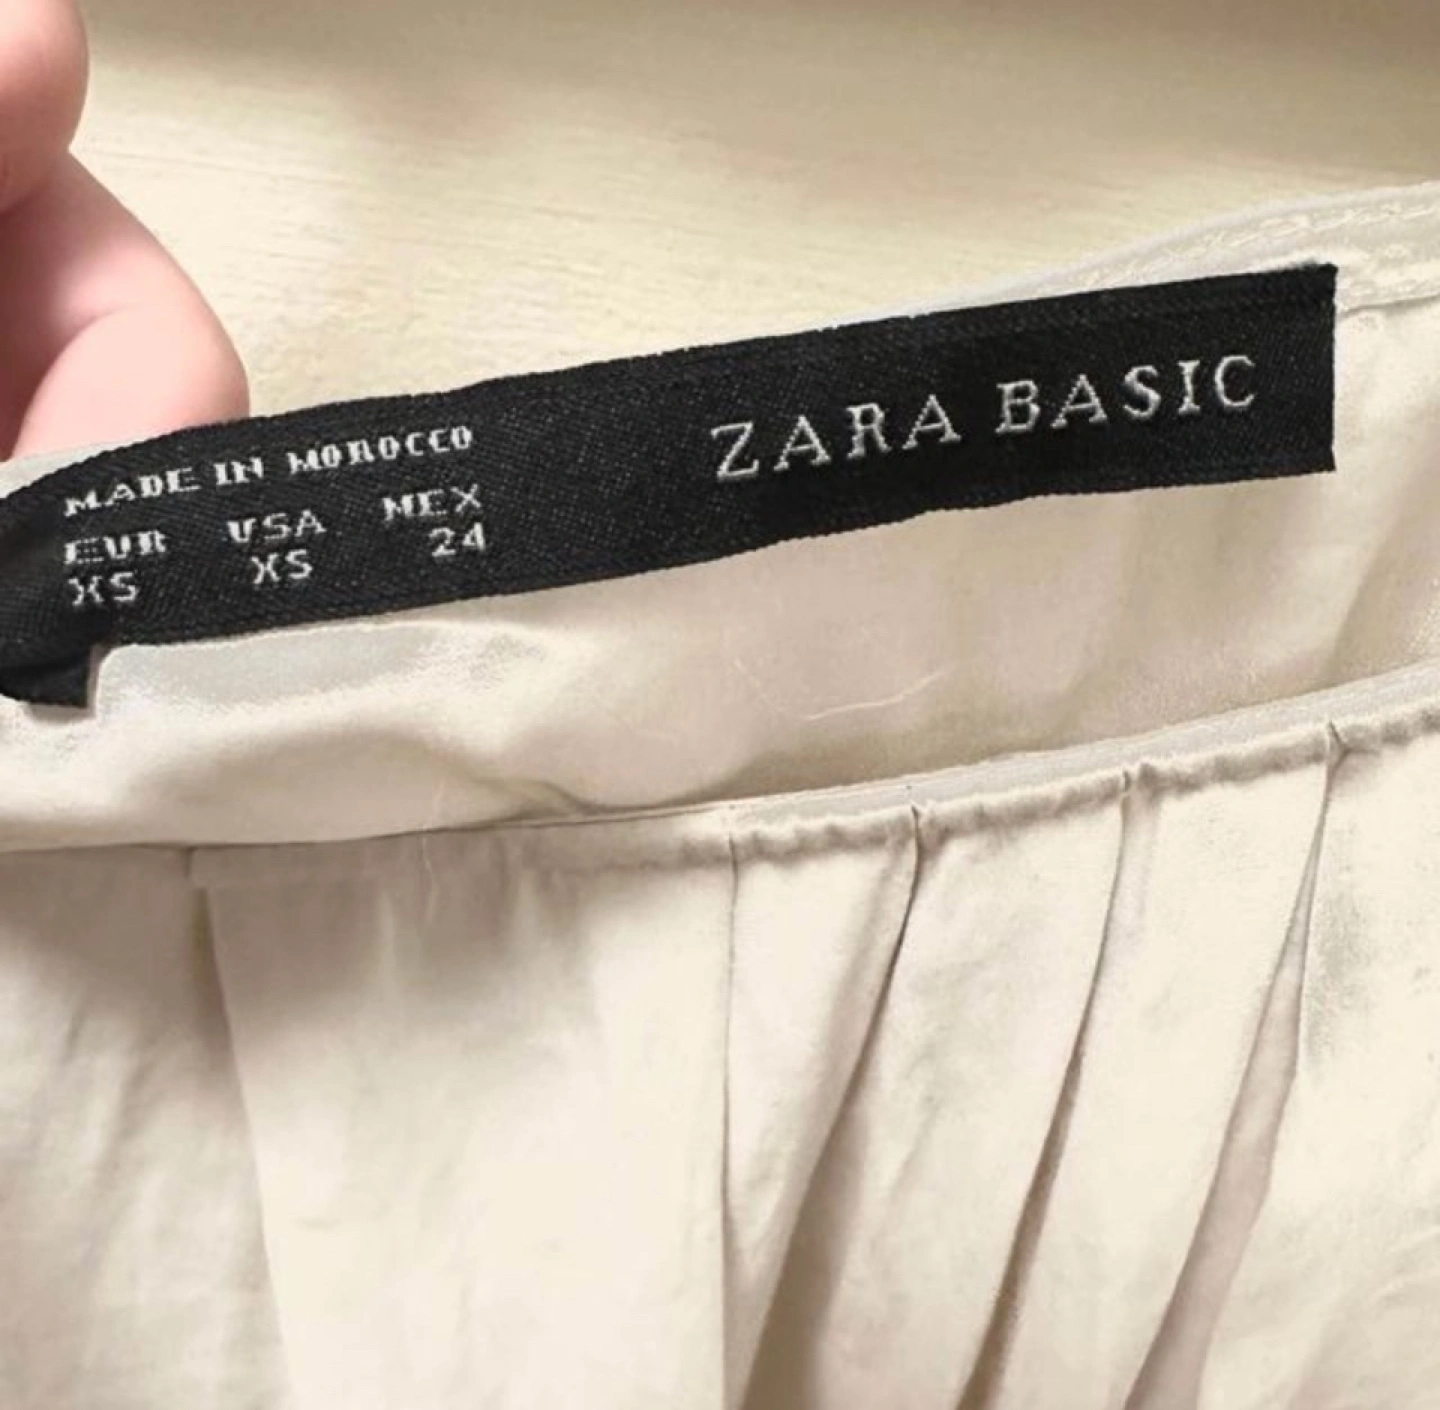 MADE IN MOROCCO
EUR USA MEX
XS XS 24
ZARA BASIC